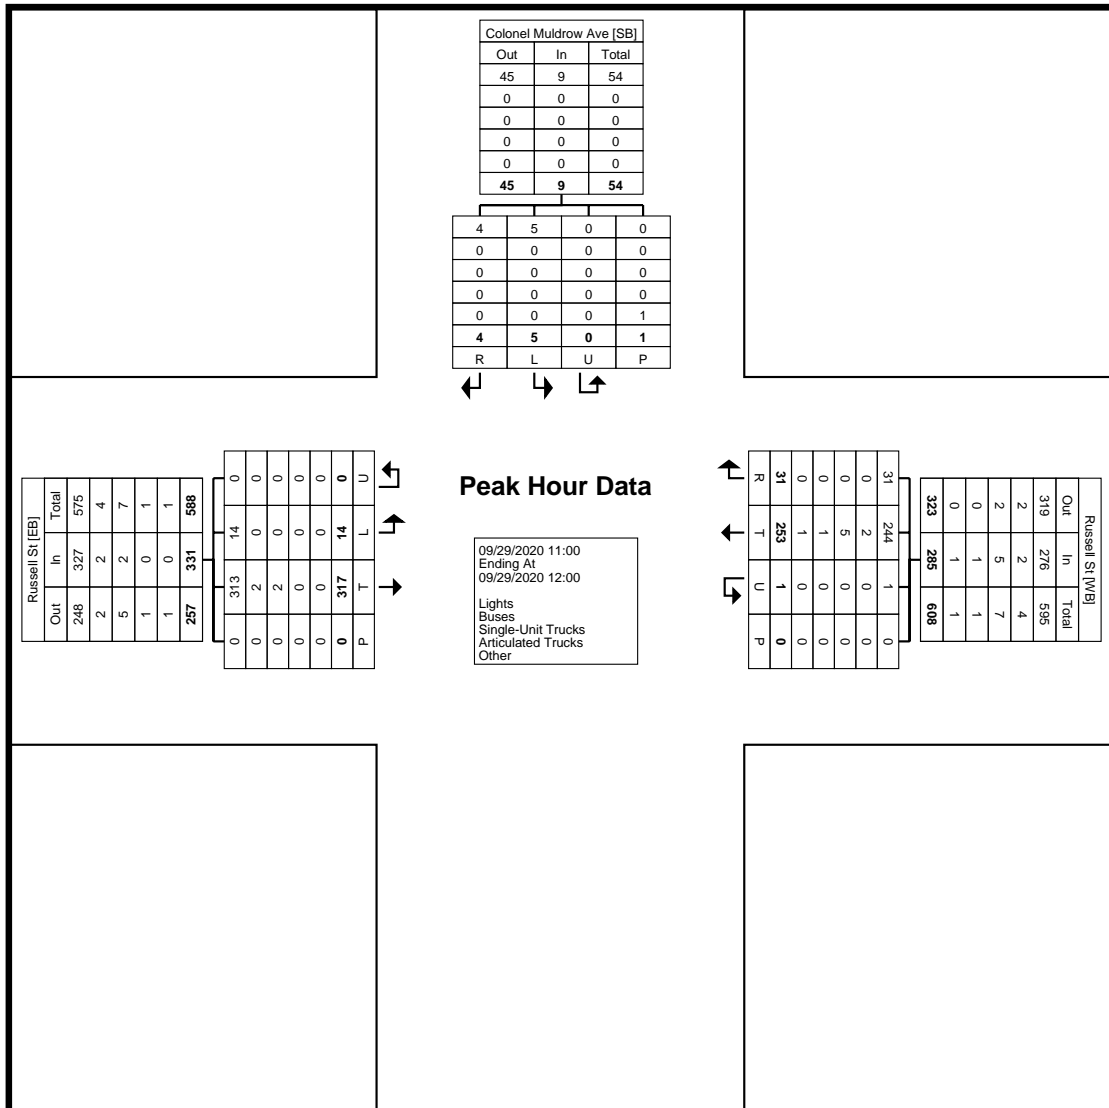 Colonel Muldrow Ave [SB]
Out In Total
45 9 54
0 0 0
0 0 0
0 0 0
0 0 0
45 9 54
4 5 0 0
0 0 0 0
0 0 0 0
0 0 0 0
0 0 0 1
4 5 0 1
R L U P
Russell St [EB]
Total In Out
575 327 248
4 2 2
7 2 5
1 0 1
1 0 1
588 331 257
0 14 313 0
0 0 2 0
0 0 2 0
0 0 0 0
0 0 0 0
0 14 317 0
U L T P
Peak Hour Data
09/29/2020 11:00
Ending At
09/29/2020 12:00
Lights
Buses
Single-Unit Trucks
Articulated Trucks
Other
Russell St [WB]
Out In Total
319 276 595
2 2 4
2 5 7
0 1 1
0 1 1
323 285 608
31 244 1 0
0 2 0 0
0 5 0 0
0 1 0 0
0 1 0 0
31 253 1 0
R T U P